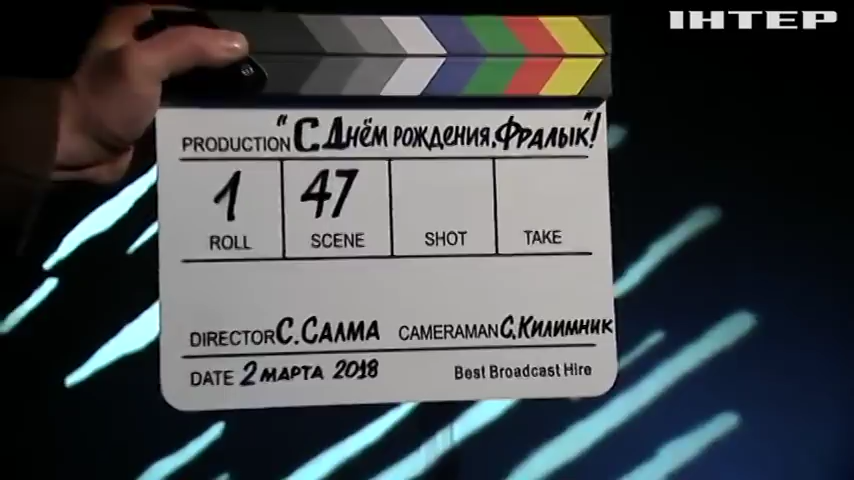 ІНТЕР
PRODUCTION "С Днём рождения, Фралык"!
1 47
ROLL SCENE SHOT TAKE
DIRECTOR С. САЛМА CAMERAMAN С. Килимник
DATE 2 МАРТА 2018 Best Broadcast Hire